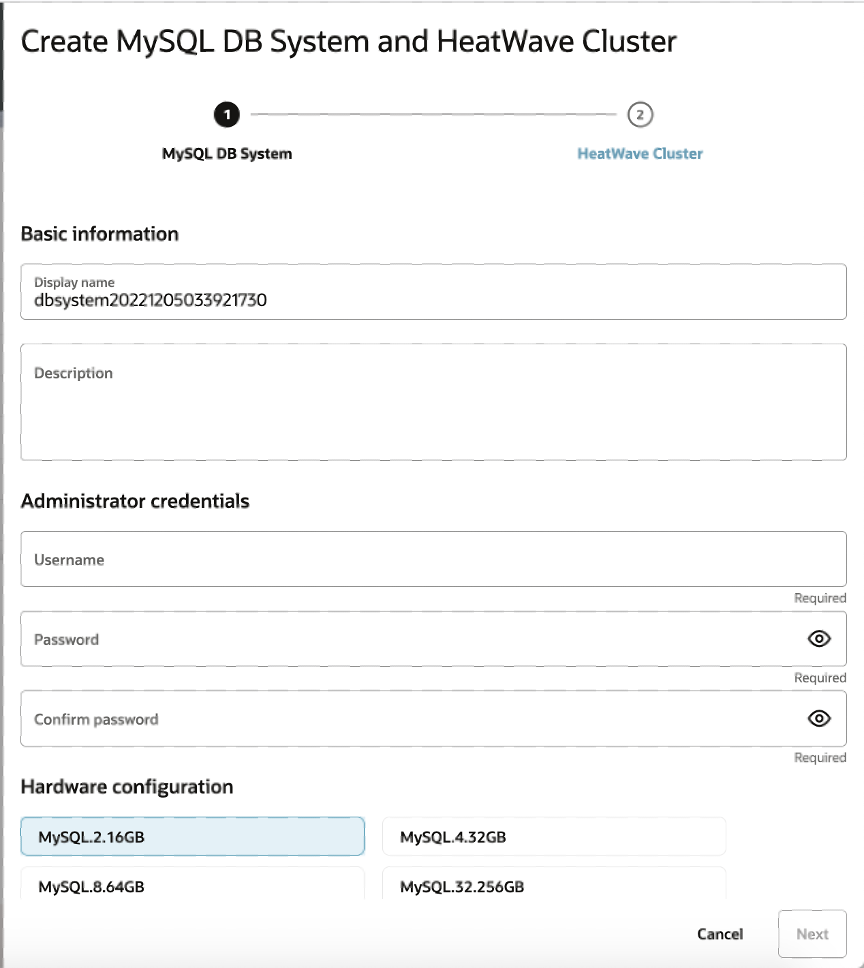 Create MySQL DB System and HeatWave Cluster
1
2
MySQL DB System
HeatWave Cluster
Basic information
Display name
dbsystem20221205033921730
Description
Administrator credentials
Username
Required
Password
Required
Confirm password
Required
Hardware configuration
MySQL.2.16GB
MySQL.4.32GB
MySQL.8.64GB
MySQL.32.256GB
Cancel
Next